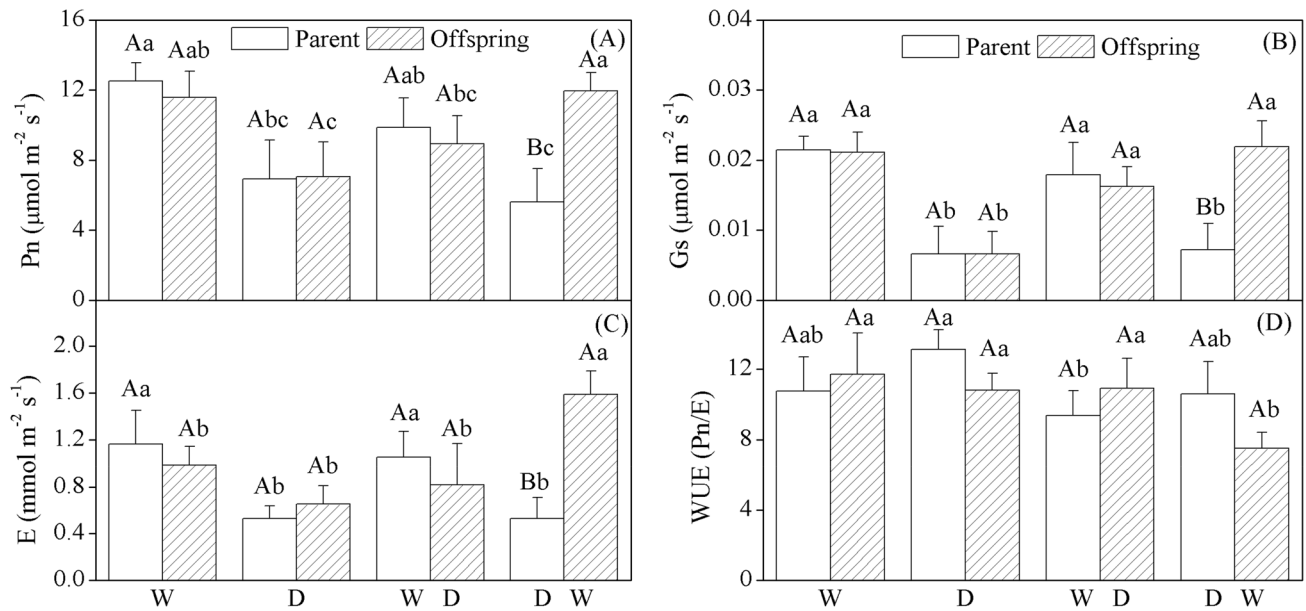 16
12
8
4
0
Pn (μmol m⁻² s⁻¹)
Parent Offspring
(A)
Aa Aab Abc Ac Aab Abc Bc Aa
0.04
0.03
0.02
0.01
0.00
Gs (μmol m⁻² s⁻¹)
Parent Offspring
(B)
Aa Aa Ab Ab Aa Aa Bb Aa
2.0
1.6
1.2
0.8
0.4
0.0
E (mmol m⁻² s⁻¹)
(C)
Aa Ab Ab Ab Aa Ab Bb Aa
W D W D D W
12
8
4
0
WUE (Pn/E)
(D)
Aab Aa Aa Aa Ab Aa Aab Ab
W D W D D W